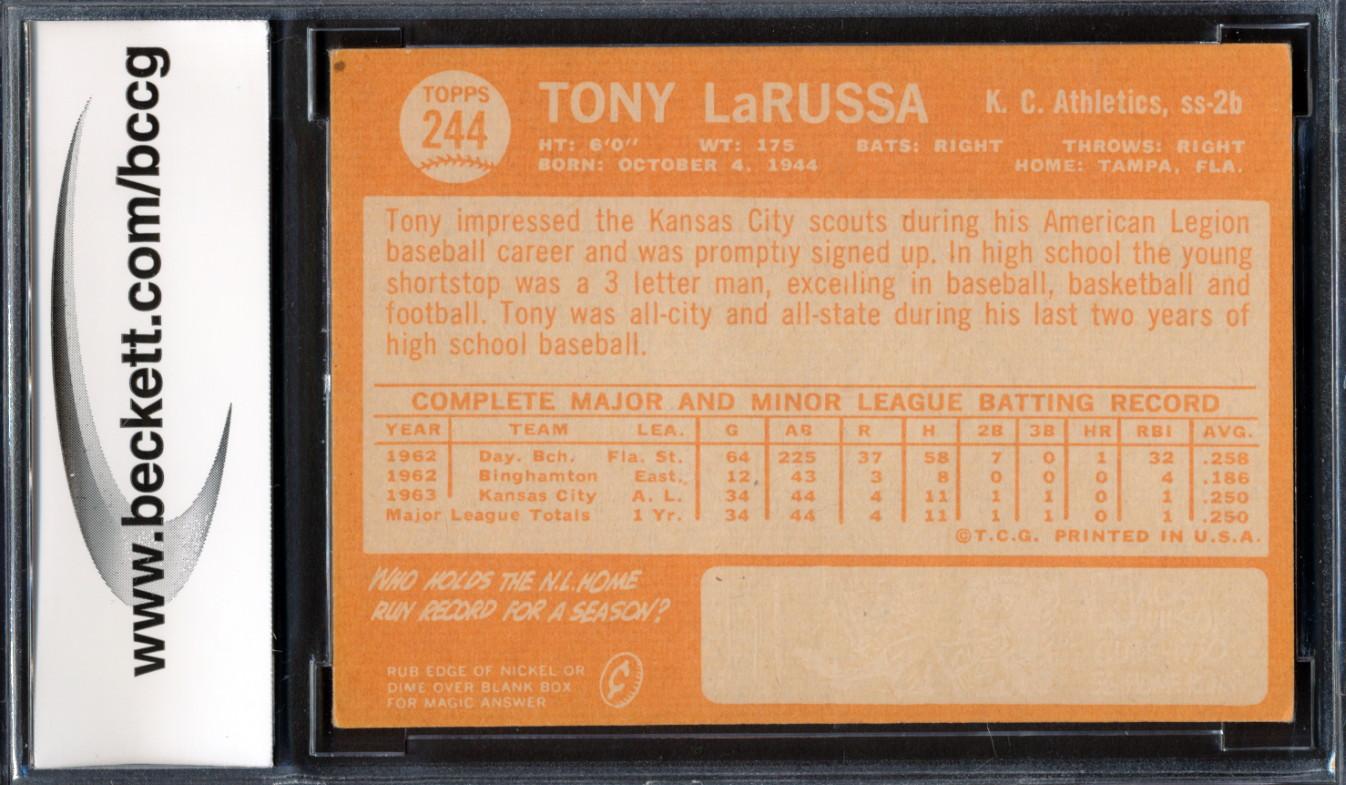 www.beckett.com/bccg
TOPPS
244
TONY LaRUSSA
K. C. Athletics, ss-2b
HT: 6'0" WT: 175 BATS: RIGHT THROWS: RIGHT
BORN: OCTOBER 4, 1944 HOME: TAMPA, FLA.
Tony impressed the Kansas City scouts during his American Legion
baseball career and was promptly signed up. In high school the young
shortstop was a 3 letter man, excelling in baseball, basketball and
football. Tony was all-city and all-state during his last two years of
high school baseball.
COMPLETE MAJOR AND MINOR LEAGUE BATTING RECORD
YEAR TEAM LEA. G AB R H 2B 3B HR RBI AVG.
1962 Day. Bch. Fla. St. 64 225 37 58 7 0 1 32 .258
1962 Binghamton East. 12 43 3 8 0 0 0 4 .186
1963 Kansas City A. L. 34 44 4 11 1 1 0 1 .250
Major League Totals 1 Yr. 34 44 4 11 1 1 0 1 .250
©T.C.G. PRINTED IN U.S.A.
WHO HOLDS THE N.L. HOME
RUN RECORD FOR A SEASON?
RUB EDGE OF NICKEL OR
DIME OVER BLANK BOX
FOR MAGIC ANSWER